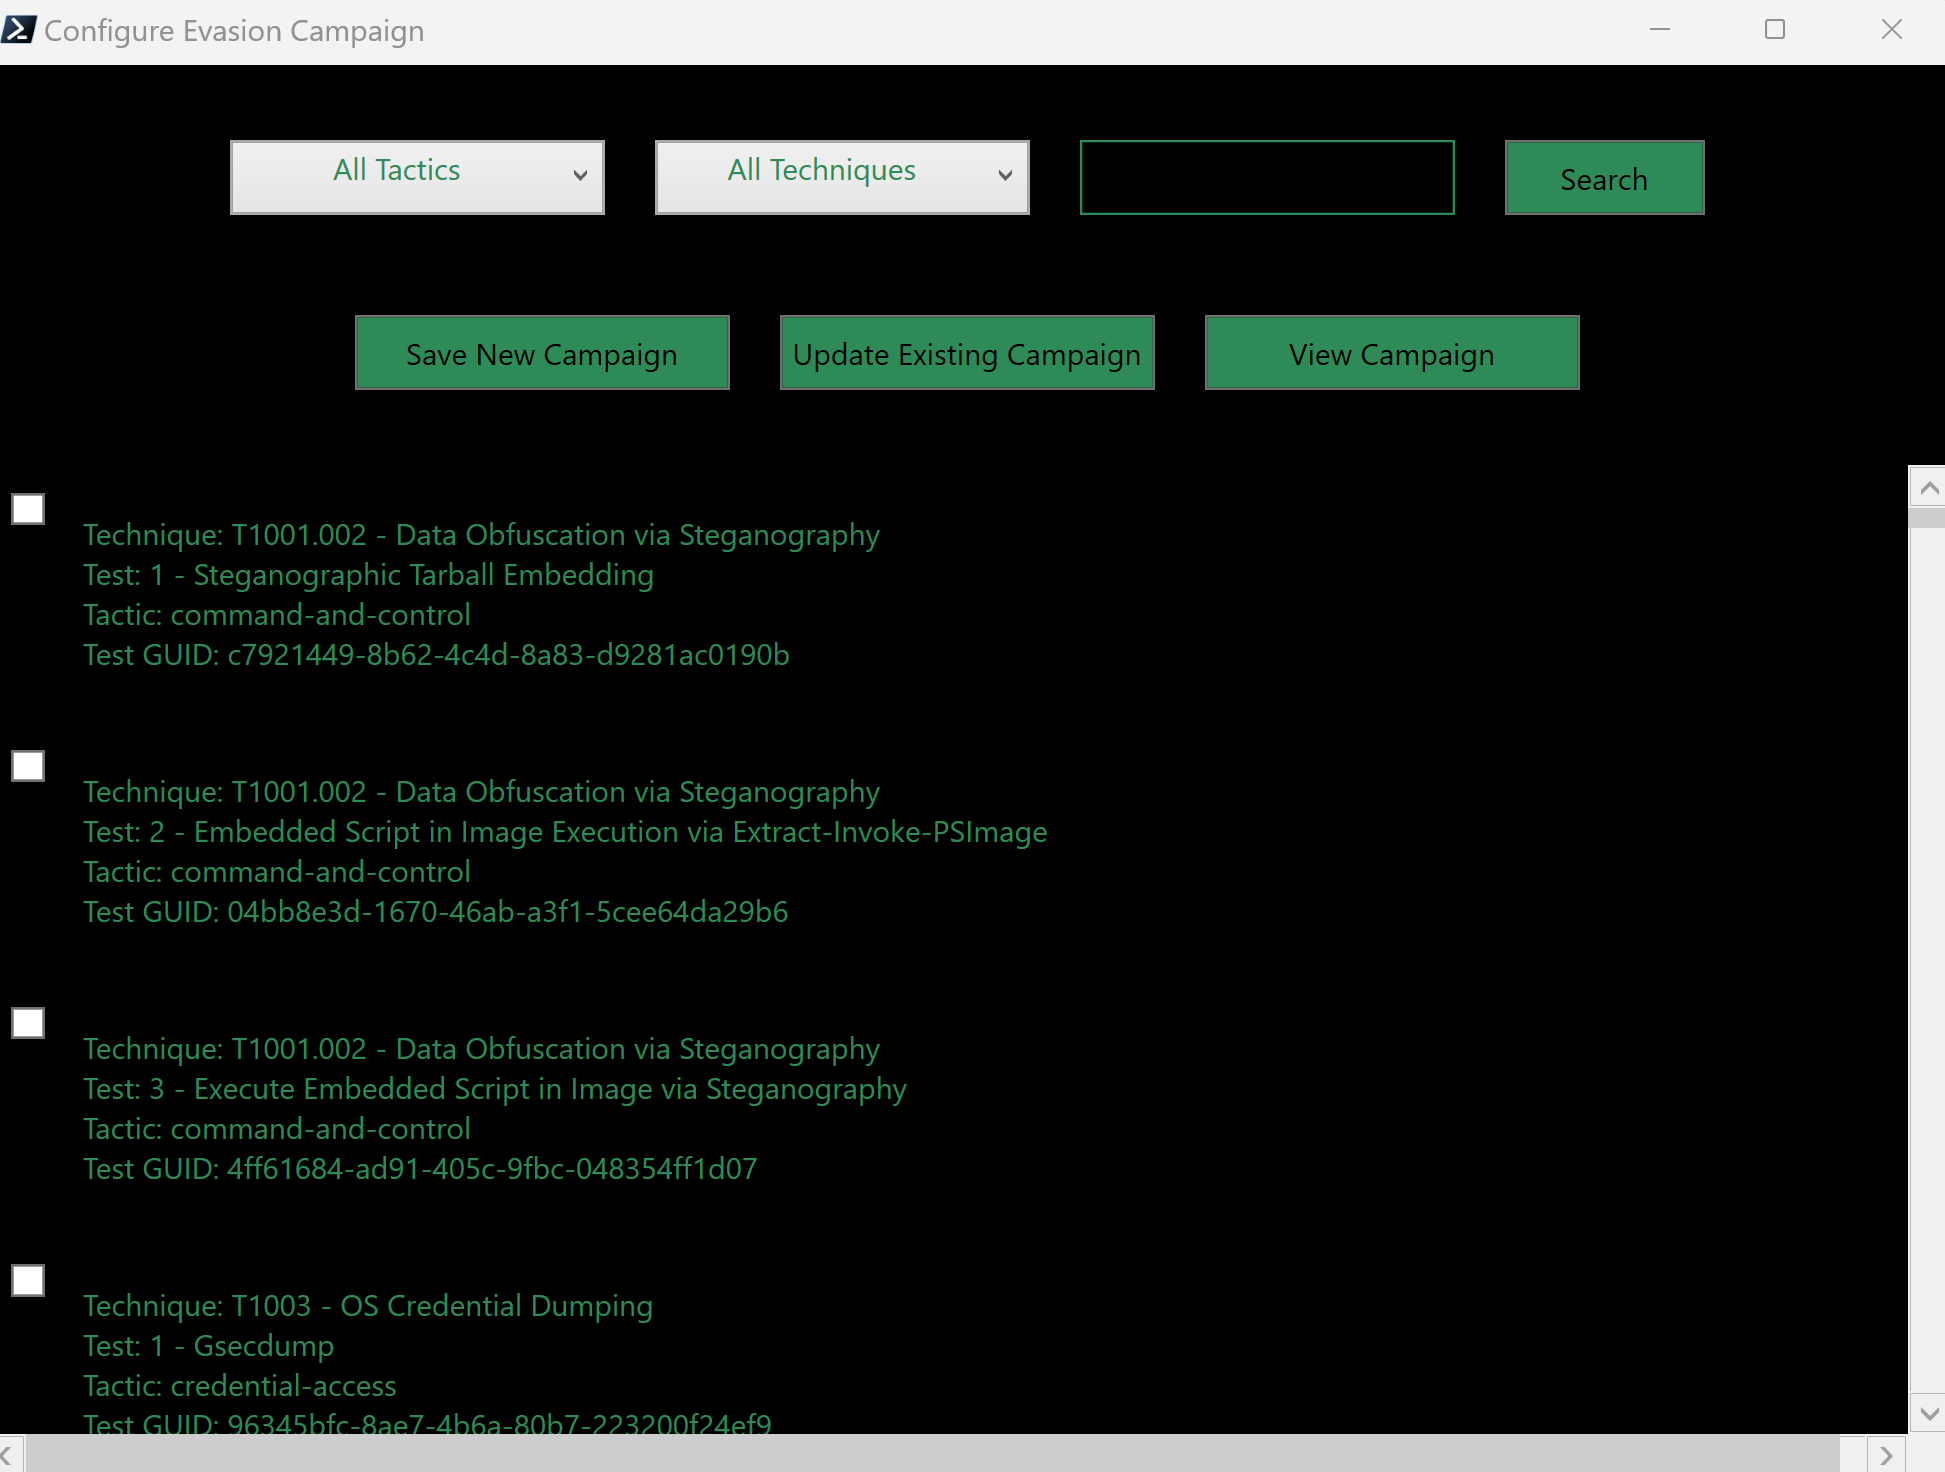 Configure Evasion Campaign
All Tactics
All Techniques
Search
Save New Campaign
Update Existing Campaign
View Campaign
Technique: T1001.002 - Data Obfuscation via Steganography
Test: 1 - Steganographic Tarball Embedding
Tactic: command-and-control
Test GUID: c7921449-8b62-4c4d-8a83-d9281ac0190b
Technique: T1001.002 - Data Obfuscation via Steganography
Test: 2 - Embedded Script in Image Execution via Extract-Invoke-PSImage
Tactic: command-and-control
Test GUID: 04bb8e3d-1670-46ab-a3f1-5cee64da29b6
Technique: T1001.002 - Data Obfuscation via Steganography
Test: 3 - Execute Embedded Script in Image via Steganography
Tactic: command-and-control
Test GUID: 4ff61684-ad91-405c-9fbc-048354ff1d07
Technique: T1003 - OS Credential Dumping
Test: 1 - Gsecdump
Tactic: credential-access
Test GUID: 96345bfc-8ae7-4b6a-80b7-223200f24ef9